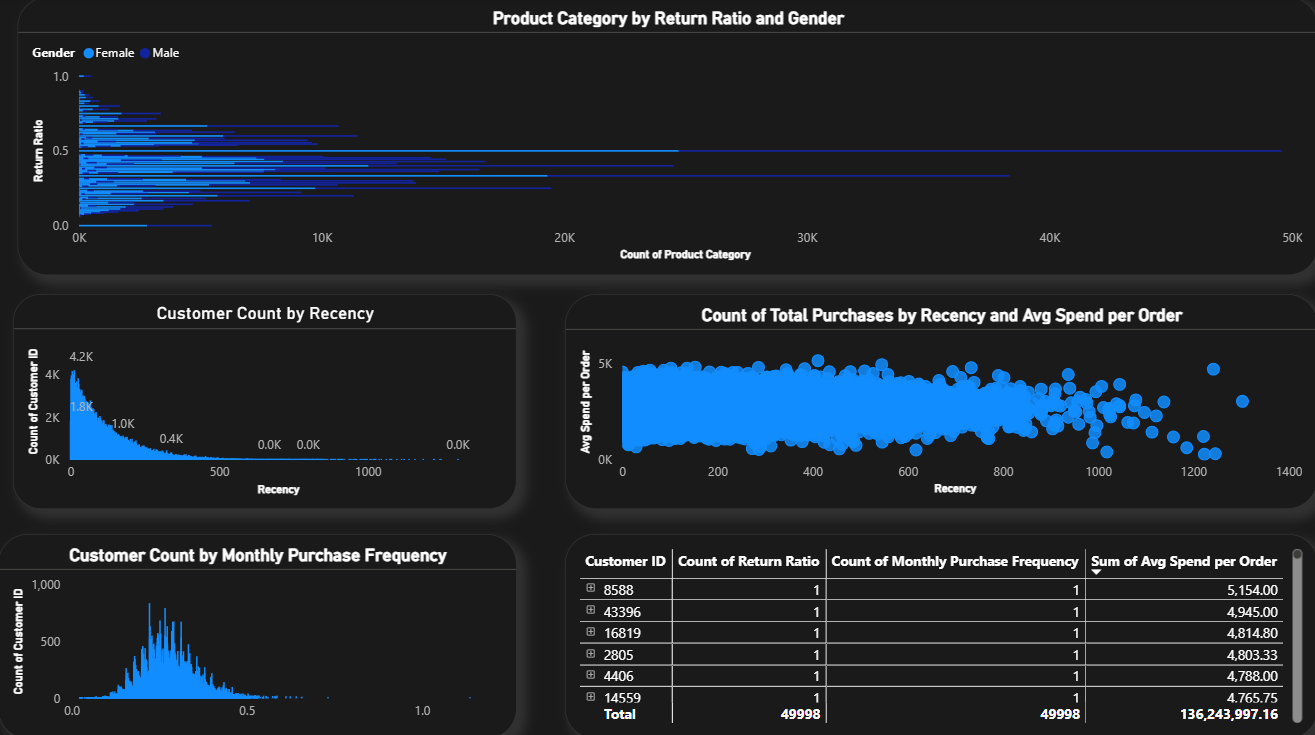 Product Category by Return Ratio and Gender
Gender Female Male
1.0
0.5
0.0
Return Ratio
0K 10K 20K 30K 40K 50K
Count of Product Category
Customer Count by Recency
4.2K
4K
1.8K
2K
1.0K
0.4K
0.0K 0.0K 0.0K
0K
Count of Customer ID
0 500 1000
Recency
Count of Total Purchases by Recency and Avg Spend per Order
5K
0K
Avg Spend per Order
0 200 400 600 800 1000 1200 1400
Recency
Customer Count by Monthly Purchase Frequency
1,000
500
0
Count of Customer ID
0.0 0.5 1.0
Customer ID Count of Return Ratio Count of Monthly Purchase Frequency Sum of Avg Spend per Order
8588 1 1 5,154.00
43396 1 1 4,945.00
16819 1 1 4,814.80
2805 1 1 4,803.33
4406 1 1 4,788.00
14559 1 1 4,765.75
Total 49998 49998 136,243,997.16